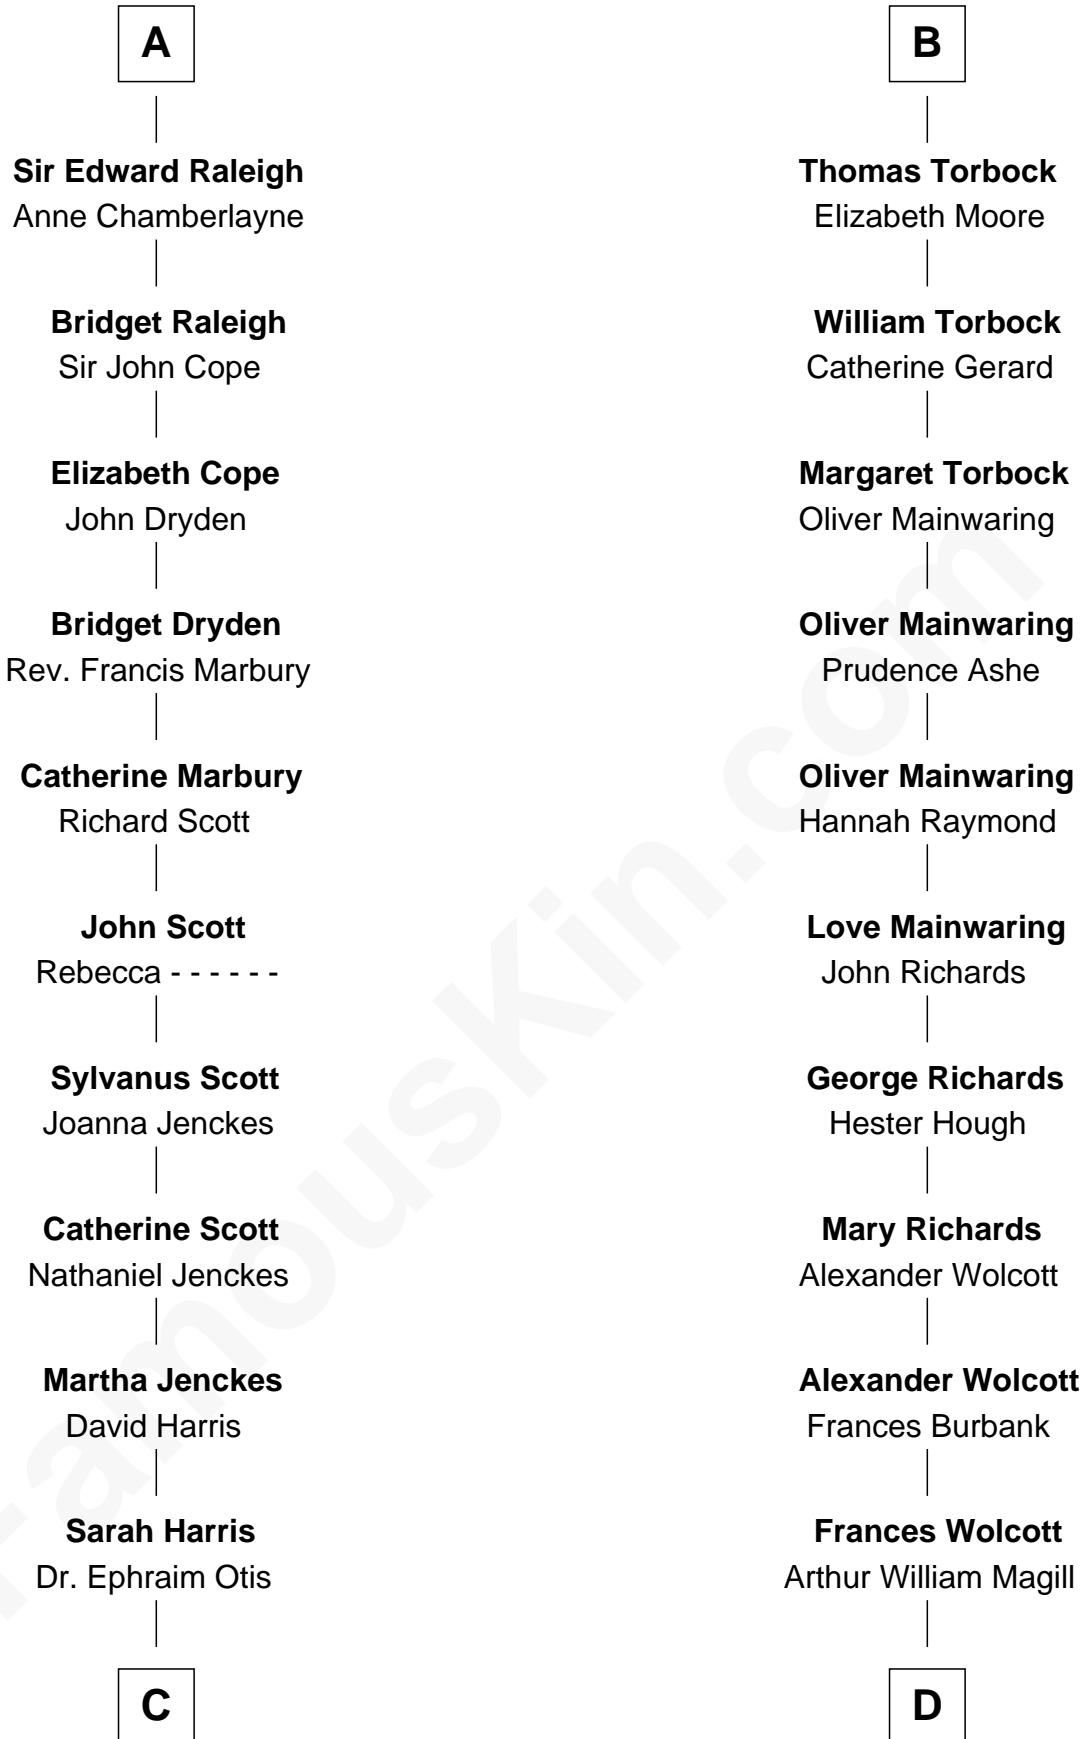 A
Sir Edward Raleigh
Anne Chamberlayne
Bridget Raleigh
Sir John Cope
Elizabeth Cope
John Dryden
Bridget Dryden
Rev. Francis Marbury
Catherine Marbury
Richard Scott
John Scott
Rebecca - - - - - -
Sylvanus Scott
Joanna Jenckes
Catherine Scott
Nathaniel Jenckes
Martha Jenckes
David Harris
Sarah Harris
Dr. Ephraim Otis
C
B
Thomas Torbock
Elizabeth Moore
William Torbock
Catherine Gerard
Margaret Torbock
Oliver Mainwaring
Oliver Mainwaring
Prudence Ashe
Oliver Mainwaring
Hannah Raymond
Love Mainwaring
John Richards
George Richards
Hester Hough
Mary Richards
Alexander Wolcott
Alexander Wolcott
Frances Burbank
Frances Wolcott
Arthur William Magill
D
FamousKin.com